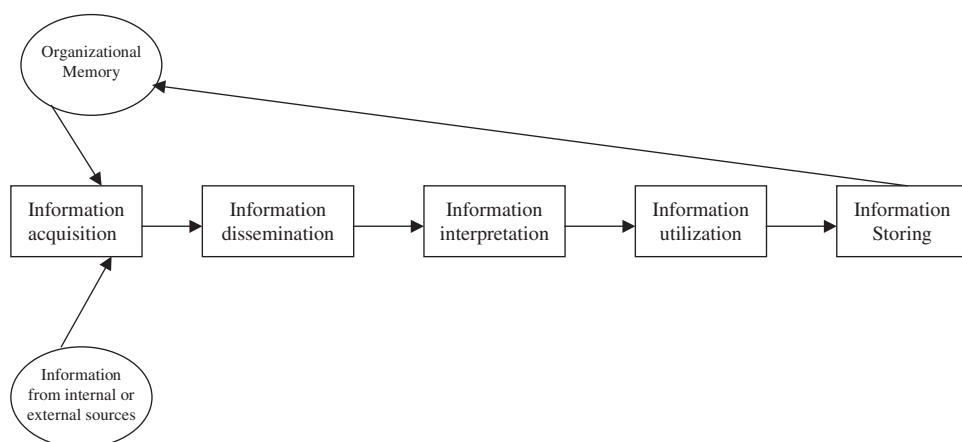 Organizational
Memory
Information
acquisition
Information
dissemination
Information
interpretation
Information
utilization
Information
Storing
Information
from internal or
external sources